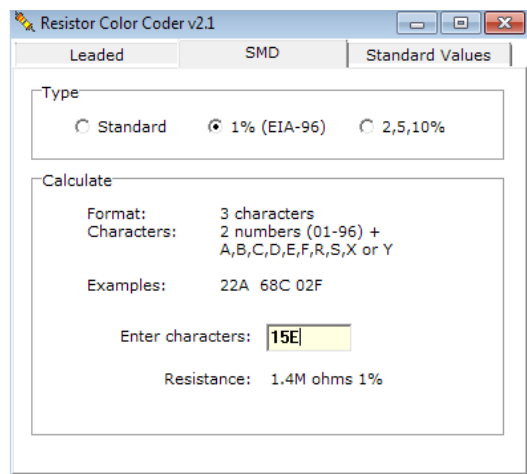 Resistor Color Coder v2.1
Leaded SMD Standard Values
Type
Standard 1% (EIA-96) 2,5,10%
Calculate
Format: 3 characters
Characters: 2 numbers (01-96) +
A,B,C,D,E,F,R,S,X or Y
Examples: 22A 68C 02F
Enter characters: 15E
Resistance: 1.4M ohms 1%